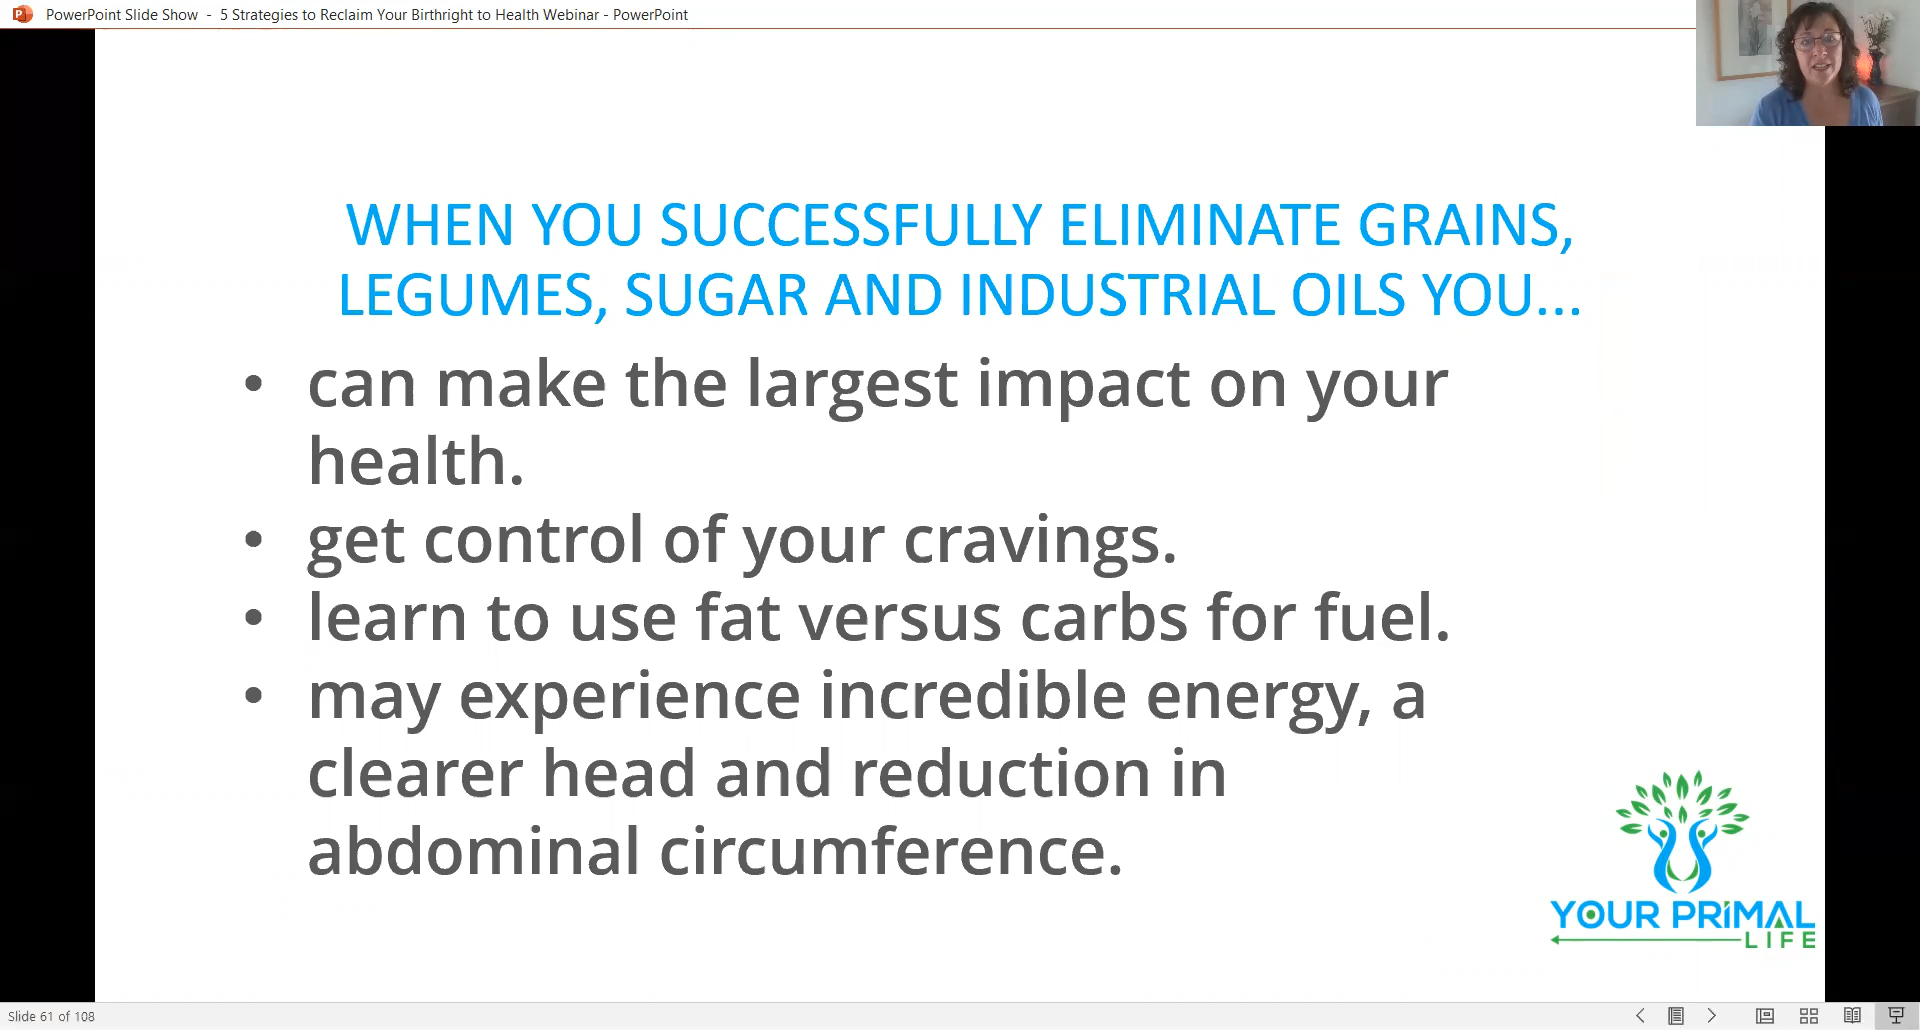 PowerPoint Slide Show - 5 Strategies to Reclaim Your Birthright to Health Webinar - PowerPoint
WHEN YOU SUCCESSFULLY ELIMINATE GRAINS,
LEGUMES, SUGAR AND INDUSTRIAL OILS YOU...
• can make the largest impact on your
health.
• get control of your cravings.
• learn to use fat versus carbs for fuel.
• may experience incredible energy, a
clearer head and reduction in
abdominal circumference.
YOUR PRIMAL
LIFE
Slide 61 of 108